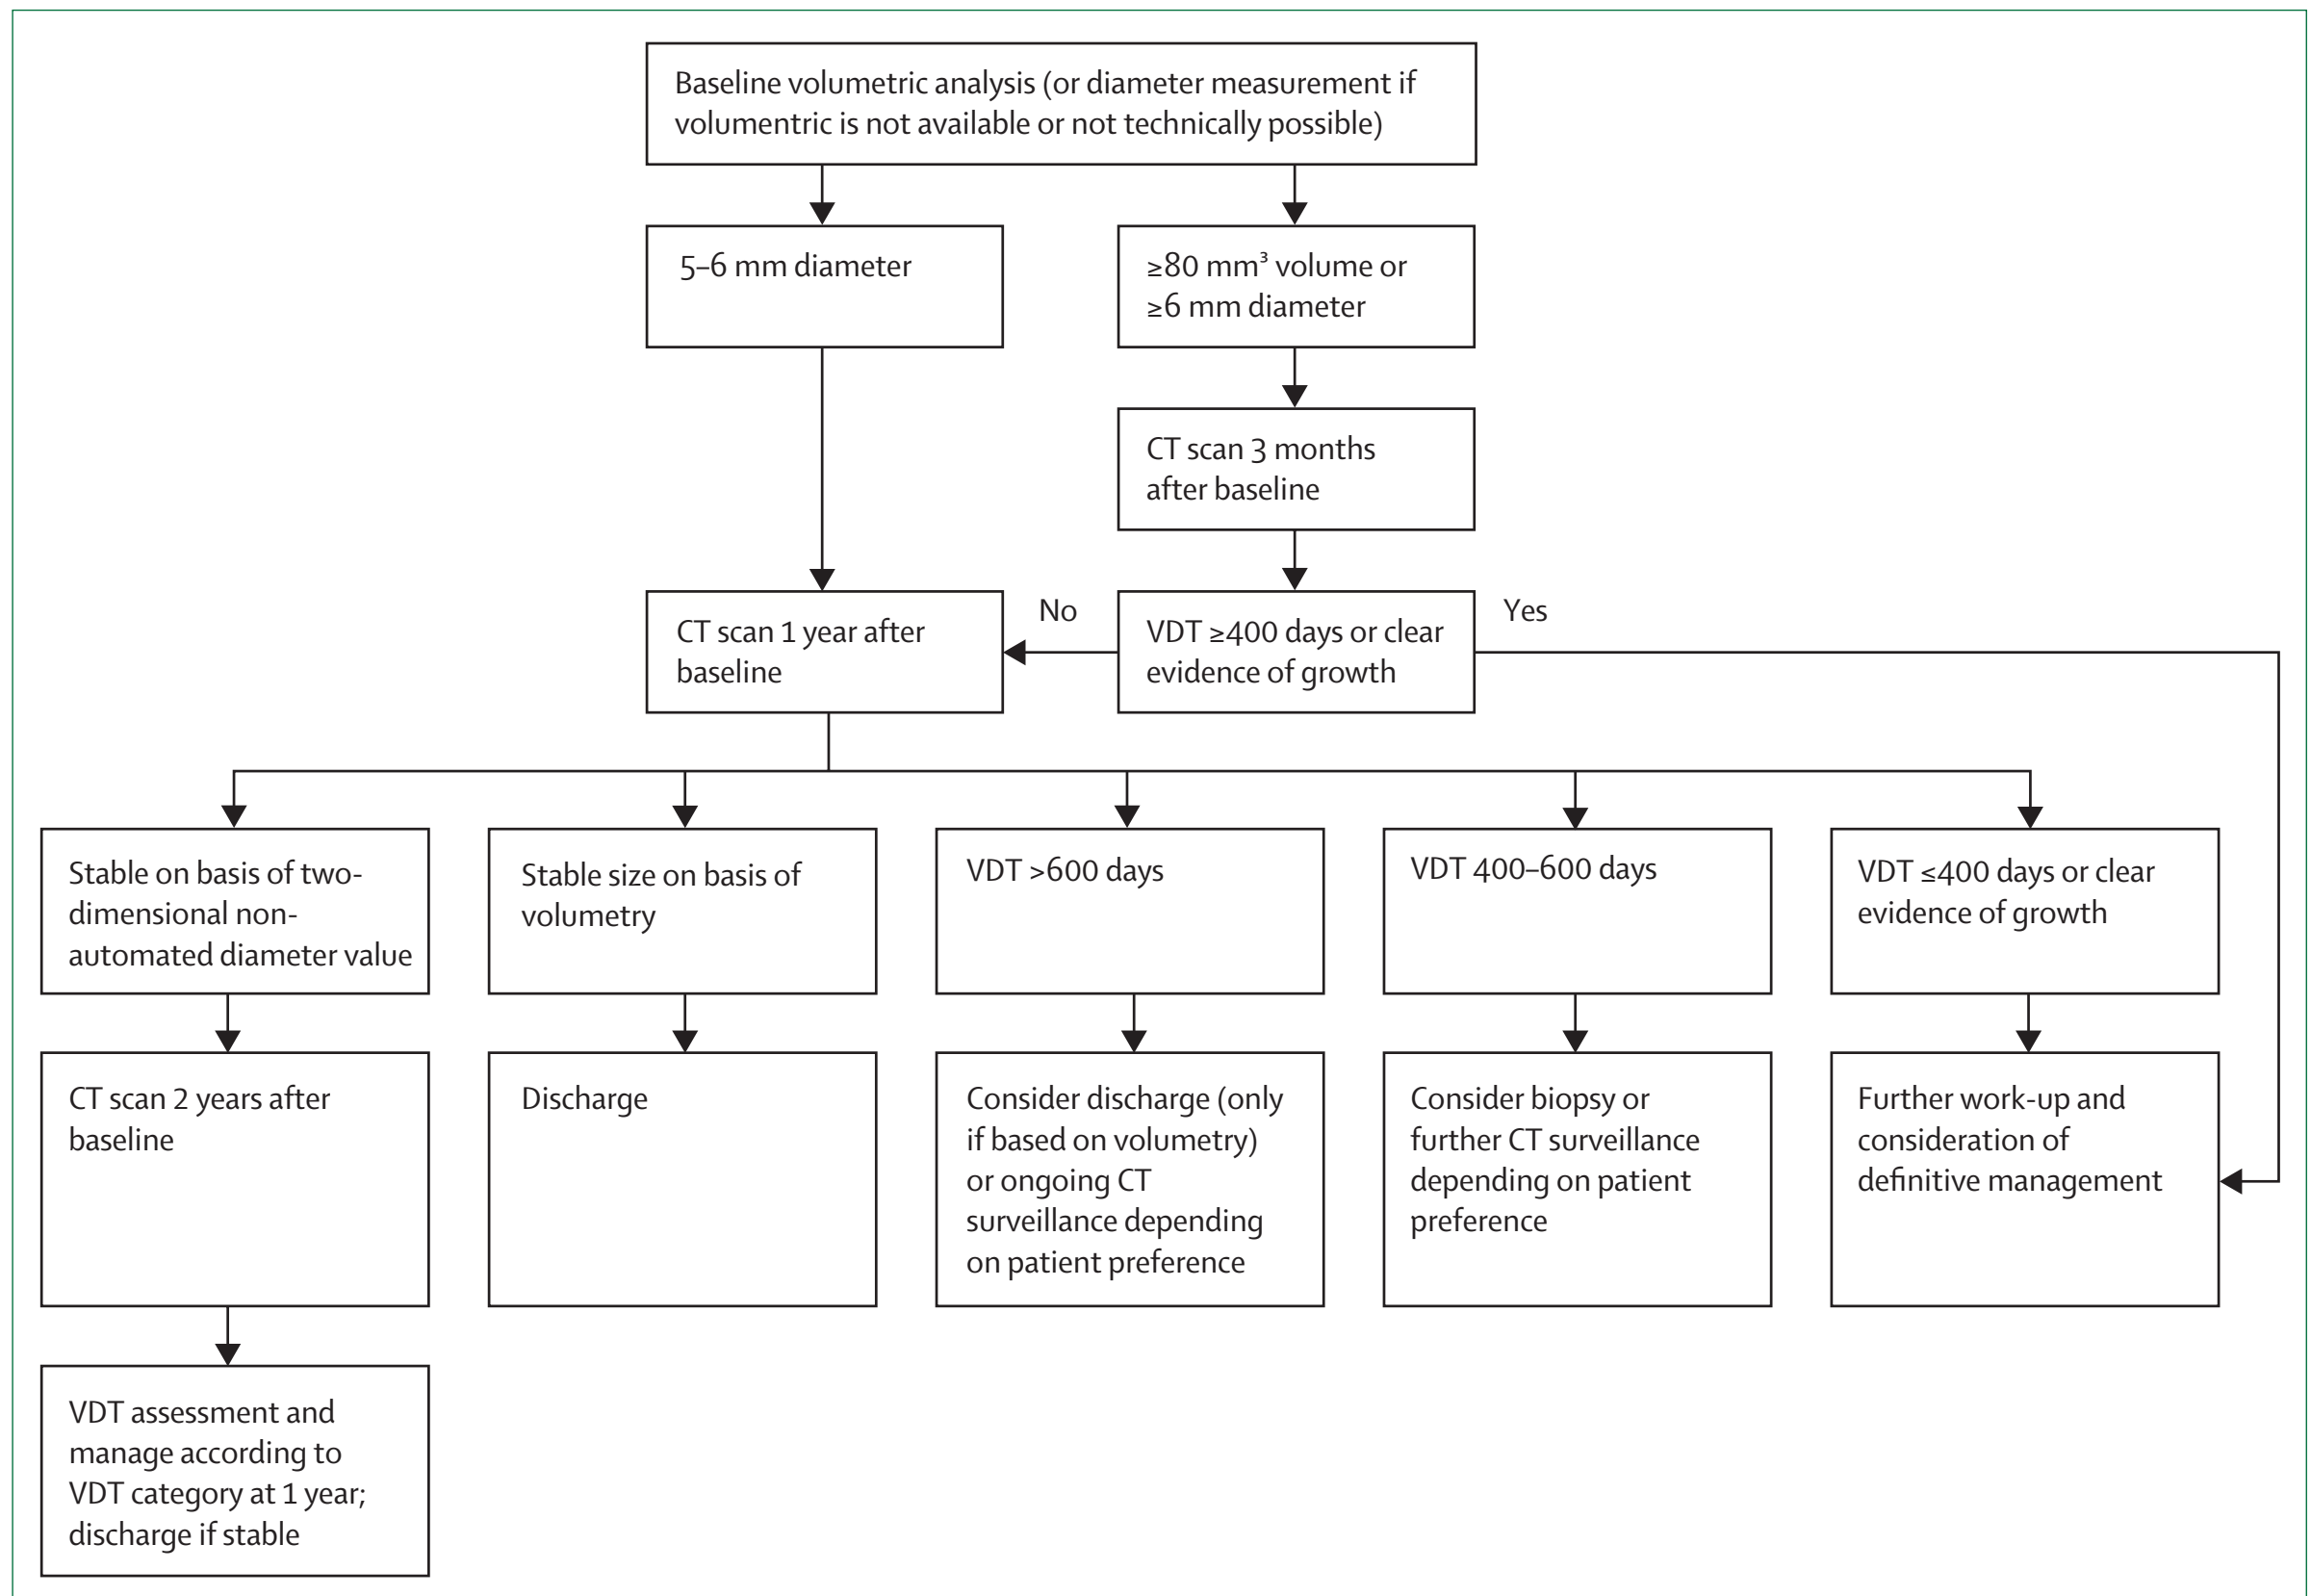 Baseline volumetric analysis (or diameter measurement if
volumentric is not available or not technically possible)
5–6 mm diameter
≥80 mm³ volume or
≥6 mm diameter
CT scan 3 months
after baseline
CT scan 1 year after
baseline
No
VDT ≥400 days or clear
evidence of growth
Yes
Stable on basis of two-
dimensional non-
automated diameter value
Stable size on basis of
volumetry
VDT >600 days
VDT 400–600 days
VDT ≤400 days or clear
evidence of growth
CT scan 2 years after
baseline
Discharge
Consider discharge (only
if based on volumetry)
or ongoing CT
surveillance depending
on patient preference
Consider biopsy or
further CT surveillance
depending on patient
preference
Further work-up and
consideration of
definitive management
VDT assessment and
manage according to
VDT category at 1 year;
discharge if stable